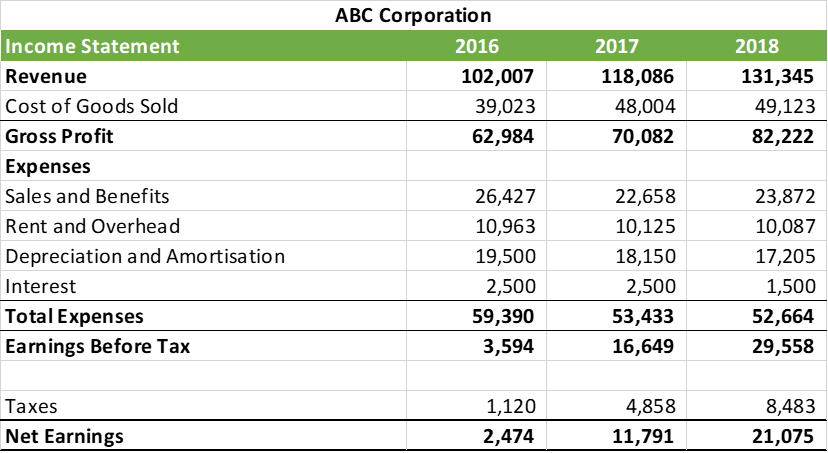 ABC Corporation
Income Statement 2016 2017 2018
Revenue 102,007 118,086 131,345
Cost of Goods Sold 39,023 48,004 49,123
Gross Profit 62,984 70,082 82,222
Expenses
Sales and Benefits 26,427 22,658 23,872
Rent and Overhead 10,963 10,125 10,087
Depreciation and Amortisation 19,500 18,150 17,205
Interest 2,500 2,500 1,500
Total Expenses 59,390 53,433 52,664
Earnings Before Tax 3,594 16,649 29,558
Taxes 1,120 4,858 8,483
Net Earnings 2,474 11,791 21,075